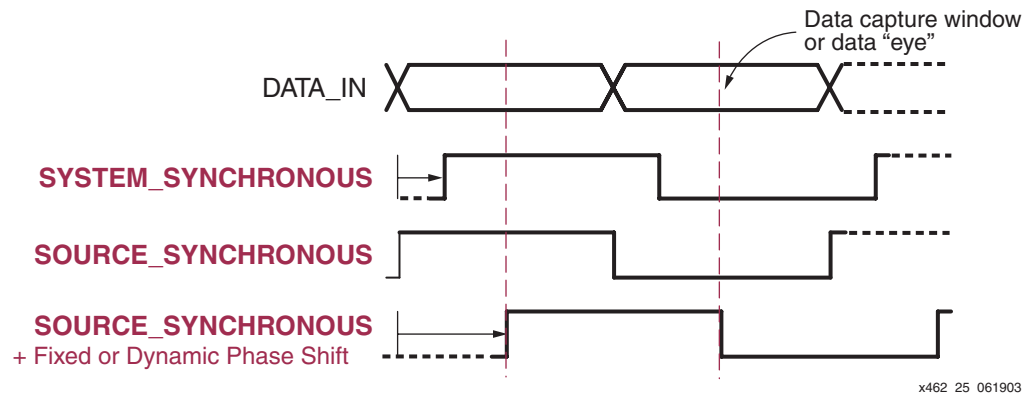 Data capture window
or data “eye”
DATA_IN
SYSTEM_SYNCHRONOUS
SOURCE_SYNCHRONOUS
SOURCE_SYNCHRONOUS
+ Fixed or Dynamic Phase Shift
x462_25_061903